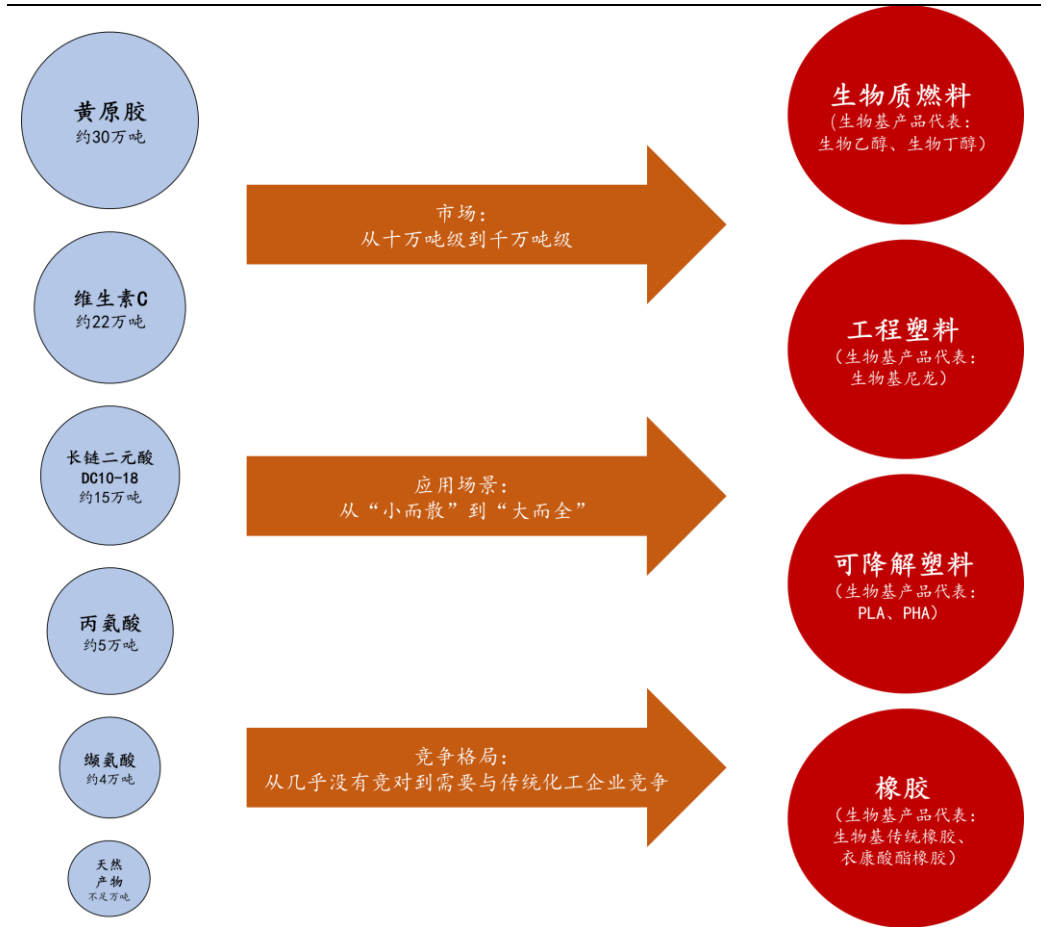 黄原胶
约30万吨
维生素C
约22万吨
长链二元酸
DC10-18
约15万吨
丙氨酸
约5万吨
缬氨酸
约4万吨
天然
产物
不足万吨
市场：
从十万吨级到千万吨级
应用场景：
从“小而散”到“大而全”
竞争格局：
从几乎没有竞对到需要与传统化工企业竞争
生物质燃料
(生物基产品代表：
生物乙醇、生物丁醇）
工程塑料
（生物基产品代表：
生物基尼龙）
可降解塑料
（生物基产品代表：
PLA、PHA）
橡胶
（生物基产品代表：
生物基传统橡胶、
衣康酸酯橡胶）